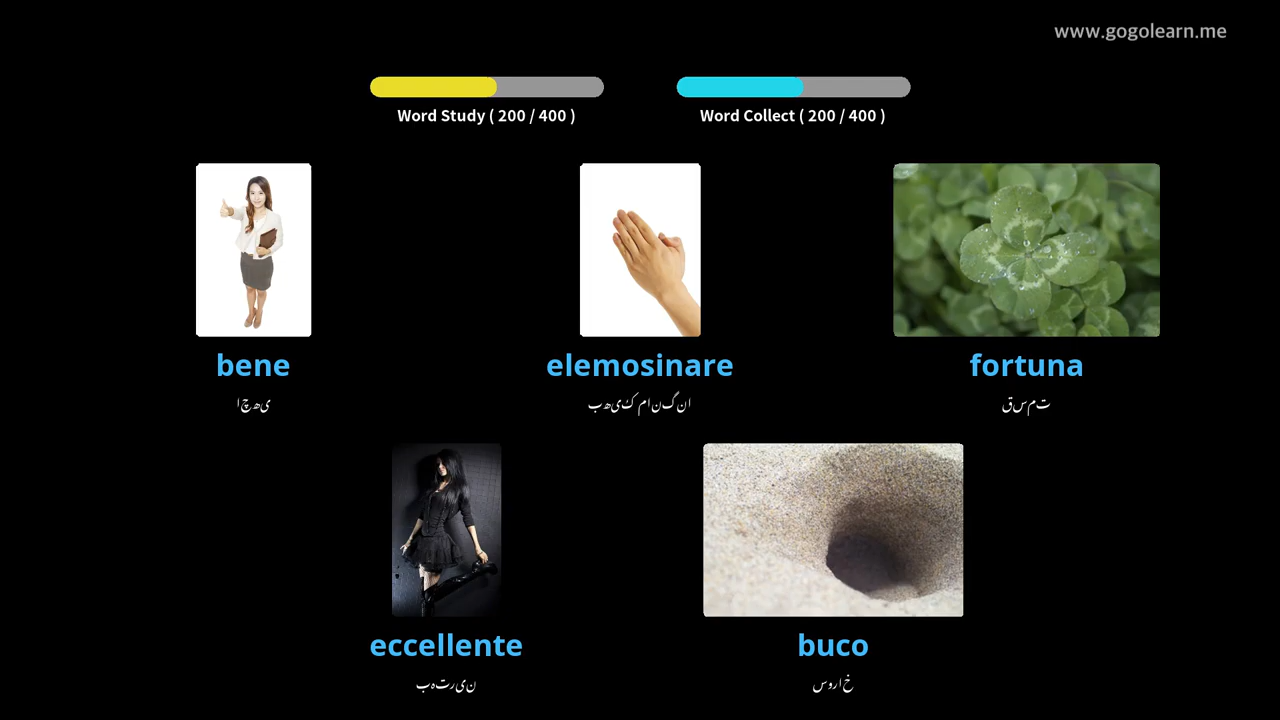 www.gogolearn.me
Word Study ( 200 / 400 )
Word Collect ( 200 / 400 )
bene
اچھی
elemosinare
بھیک مانگنا
fortuna
قسمت
eccellente
بہترین
buco
سوراخ